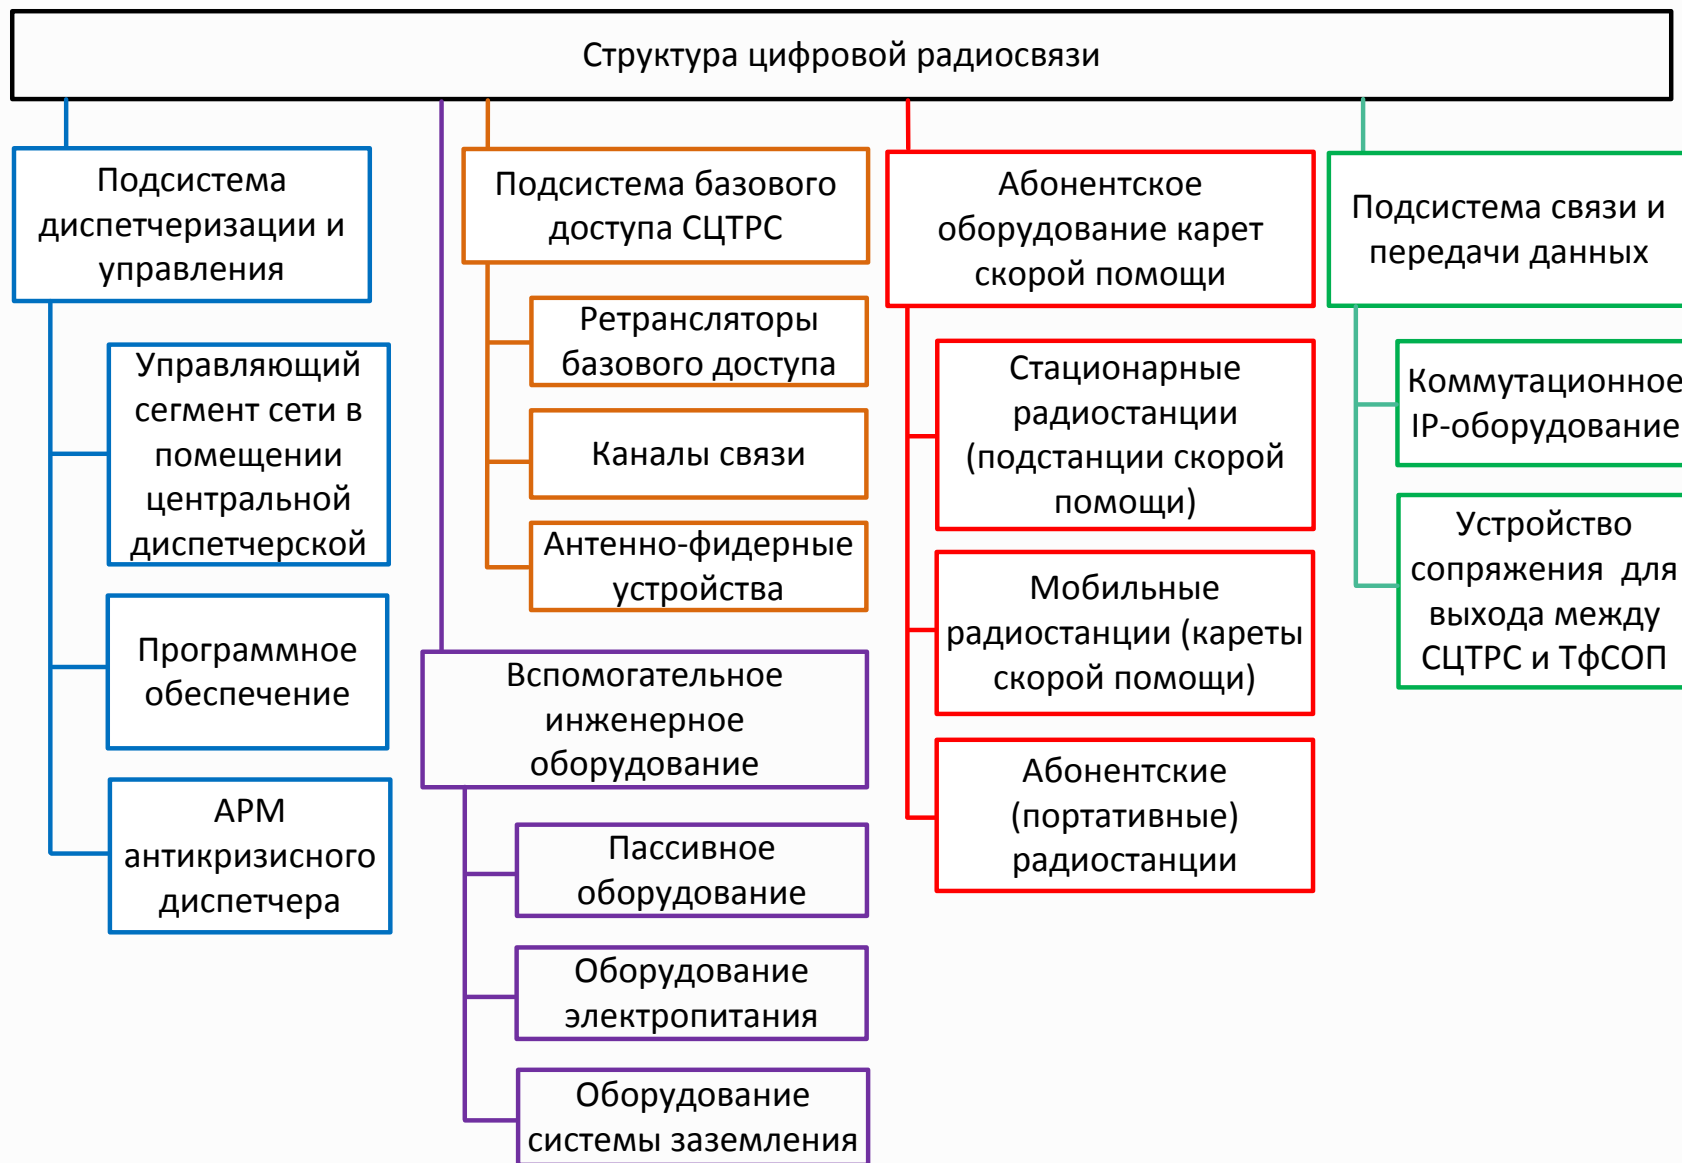 Структура цифровой радиосвязи
Подсистема
диспетчеризации и
управления
Управляющий
сегмент сети в
помещении
центральной
диспетчерской
Программное
обеспечение
АРМ
антикризисного
диспетчера
Подсистема базового
доступа СЦТРС
Ретрансляторы
базового доступа
Каналы связи
Антенно-фидерные
устройства
Вспомогательное
инженерное
оборудование
Пассивное
оборудование
Оборудование
электропитания
Оборудование
системы заземления
Абонентское
оборудование карет
скорой помощи
Стационарные
радиостанции
(подстанции скорой
помощи)
Мобильные
радиостанции (кареты
скорой помощи)
Абонентские
(портативные)
радиостанции
Подсистема связи и
передачи данных
Коммутационное
IP-оборудование
Устройство
сопряжения  для
выхода между
СЦТРС и ТфСОП